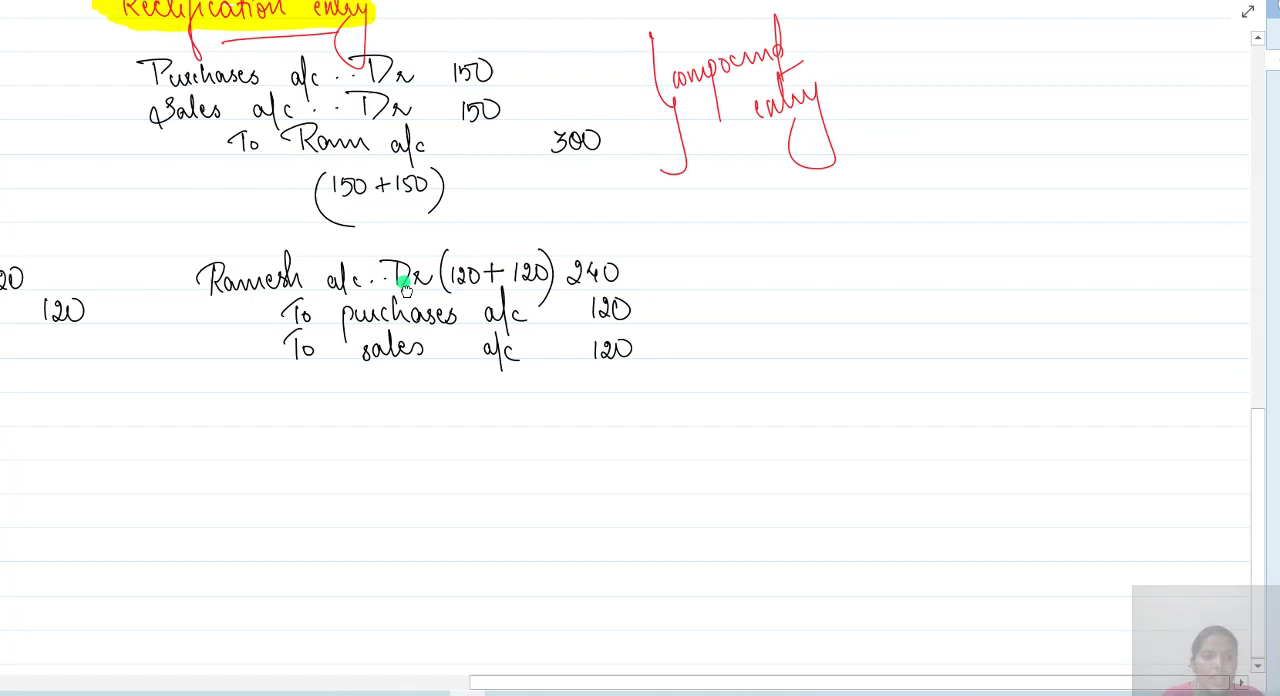 Rectification entry
Purchases a/c .. Dr 150
Sales a/c .. Dr 150
To Ram a/c 300
(150 + 150)
Compound
entry
20
120
Ramesh a/c .. Dr (120 + 120) 240
To purchases a/c 120
To sales a/c 120